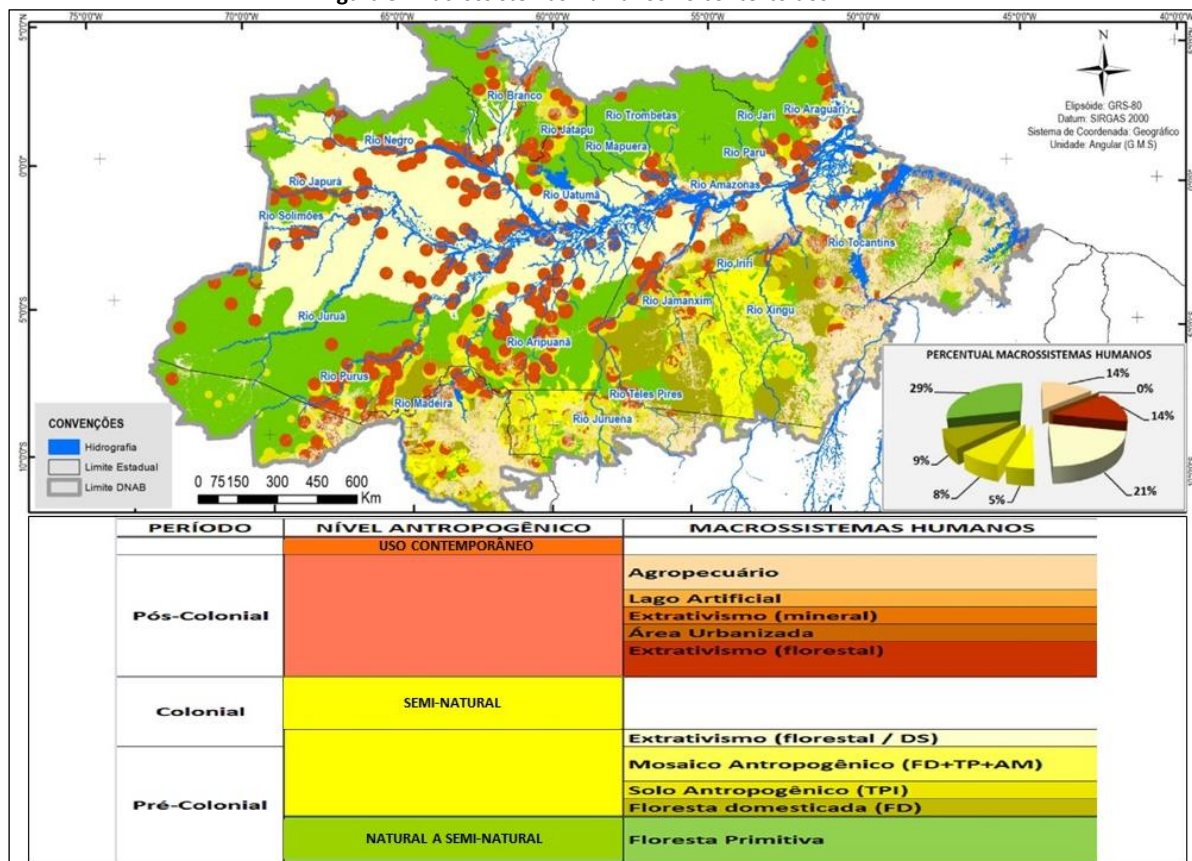 70°0'0"W
65°0'0"W
60°0'0"W
55°0'0"W
50°0'0"W
45°0'0"W
40°0'0"W
N
Elipsóide: GRS-80
Datum: SIRGAS 2000
Sistema de Coordenada: Geográfico
Unidade: Angular (G.M.S)
Rio Branco
Rio Trombetas
Rio Jari
Rio Araguari
Rio Jatapu
Rio Negro
Rio Mapuera
Rio Paru
Rio Japurá
Rio Uatumã
Rio Amazonas
Rio Solimões
Rio Tocantins
Rio Iriri
Rio Juruá
Rio Jamanxim
Rio Xingu
Rio Aripuanã
Rio Purus
Rio Madeira
Rio Teles Pires
Rio Juruena
CONVENÇÕES
Hidrografia
Limite Estadual
Limite DNAB
0 75 150 300 450 600
Km
PERCENTUAL MACROSSISTEMAS HUMANOS
29%
14%
0%
14%
9%
8%
5%
21%
PERÍODO NÍVEL ANTROPOGÊNICO MACROSSISTEMAS HUMANOS
USO CONTEMPORÂNEO
Agropecuário
Lago Artificial
Pós-Colonial Extrativismo (mineral)
Área Urbanizada
Extrativismo (florestal)
Colonial SEMI-NATURAL
Extrativismo (florestal / DS)
Mosaico Antropogênico (FD+TP+AM)
Solo Antropogênico (TPI)
Pré-Colonial Floresta domesticada (FD)
NATURAL A SEMI-NATURAL Floresta Primitiva